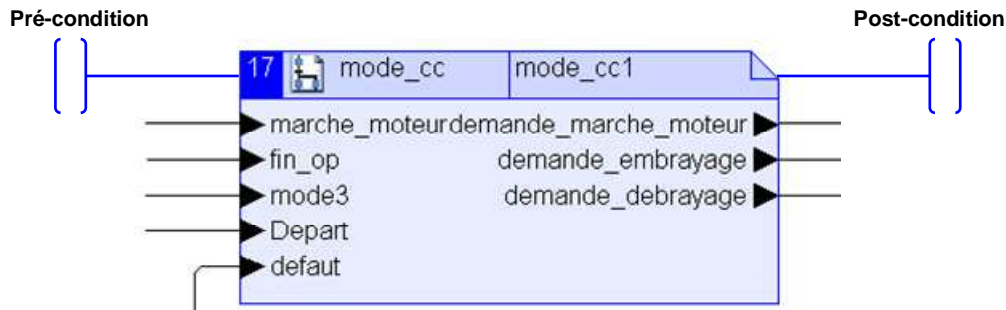 Pré-condition Post-condition
17 mode_cc mode_cc1
marche_moteur demande_marche_moteur
fin_op demande_embrayage
mode3 demande_debrayage
Depart
defaut